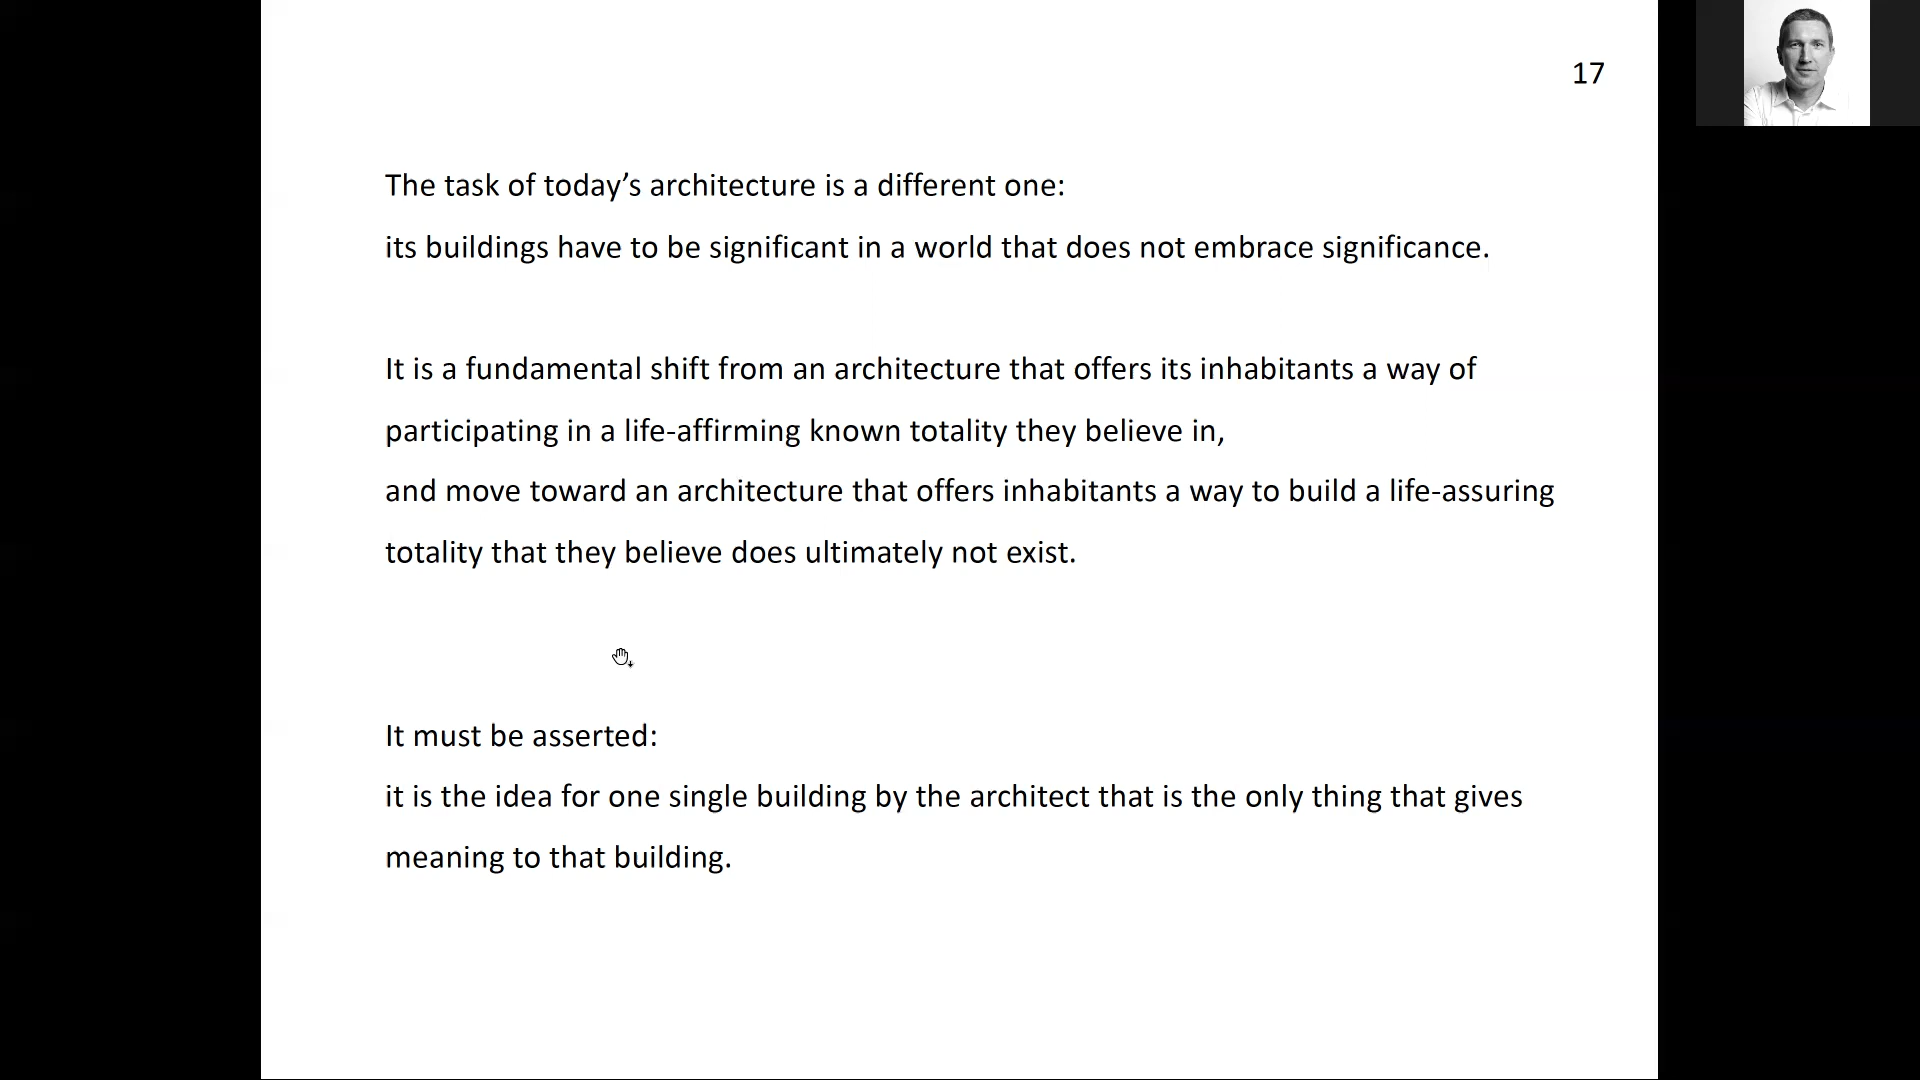 17
The task of today’s architecture is a different one:
its buildings have to be significant in a world that does not embrace significance.
It is a fundamental shift from an architecture that offers its inhabitants a way of
participating in a life-affirming known totality they believe in,
and move toward an architecture that offers inhabitants a way to build a life-assuring
totality that they believe does ultimately not exist.
It must be asserted:
it is the idea for one single building by the architect that is the only thing that gives
meaning to that building.